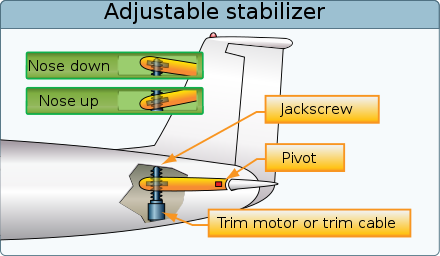 Adjustable stabilizer
Nose down
Nose up
Jackscrew
Pivot
Trim motor or trim cable